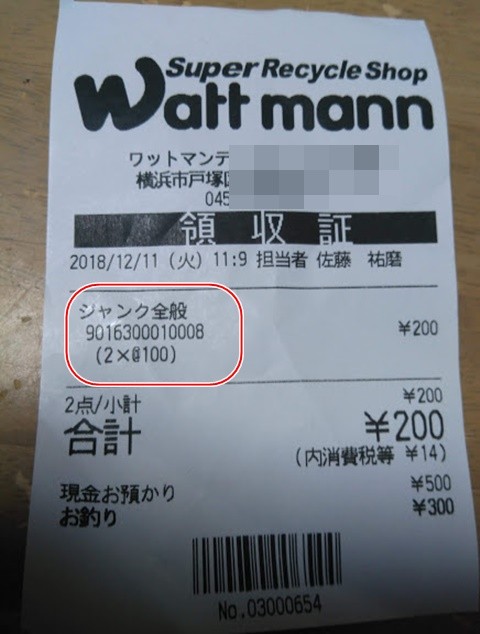 Super Recycle Shop
Watt mann
ワットマンテ
横浜市戸塚区
045
領収証
2018/12/11 (火) 11:9 担当者 佐藤 祐磨
ジャンク全般
9016300010008
(2×@100) ¥200
2点/小計 ¥200
合計 ¥200
(内消費税等 ¥14)
現金お預かり ¥500
お釣り ¥300
No.03000654